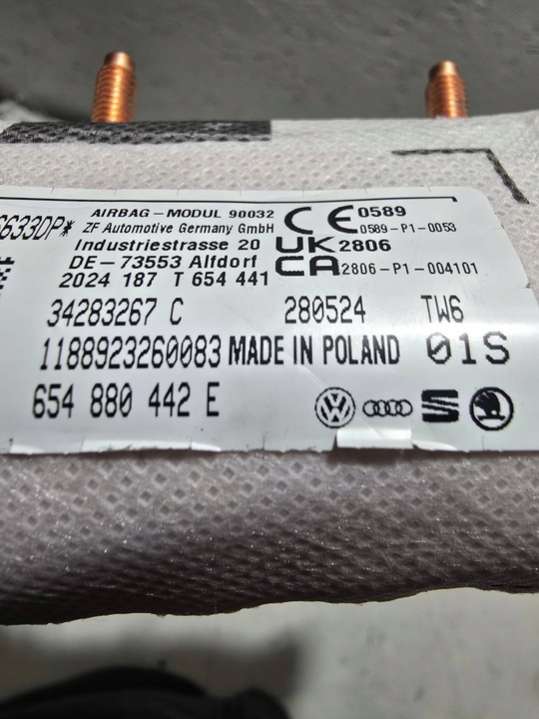 6633DP*
AIRBAG-MODUL 90032
ZF Automotive Germany GmbH
Industriestrasse 20
DE-73553 Alfdorf
2024 187 T 654 441
CE 0589
0589-P1-0053
UK 2806
CA 2806-P1-004101
34283267 C 280524 TW6
1188923260083 MADE IN POLAND 01S
654 880 442 E